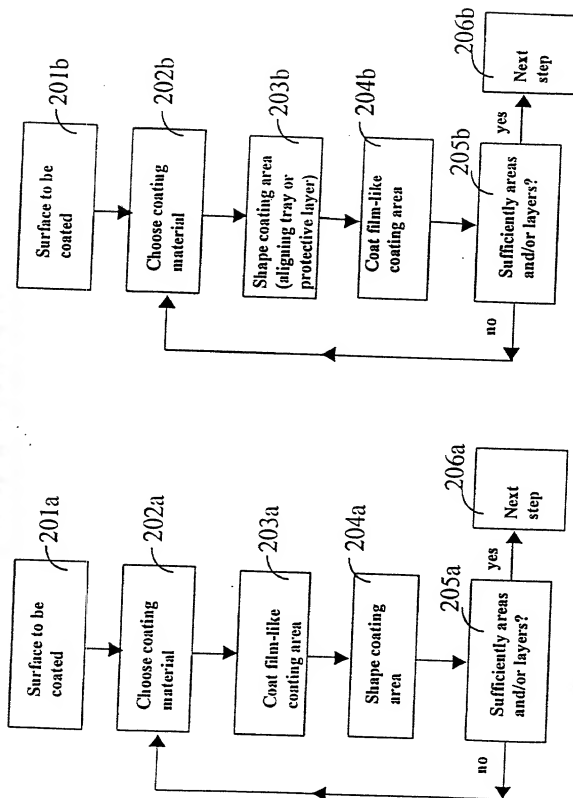 201a
Surface to be
coated
202a
Choose coating
material
203a
Coat film-like
coating area
204a
Shape coating
area
205a
Sufficiently areas
and/or layers?
no
yes
206a
Next
step
201b
Surface to be
coated
202b
Choose coating
material
203b
Shape coating area
(aligning tray or
protective layer)
204b
Coat film-like
coating area
205b
Sufficiently areas
and/or layers?
no
yes
206b
Next
step